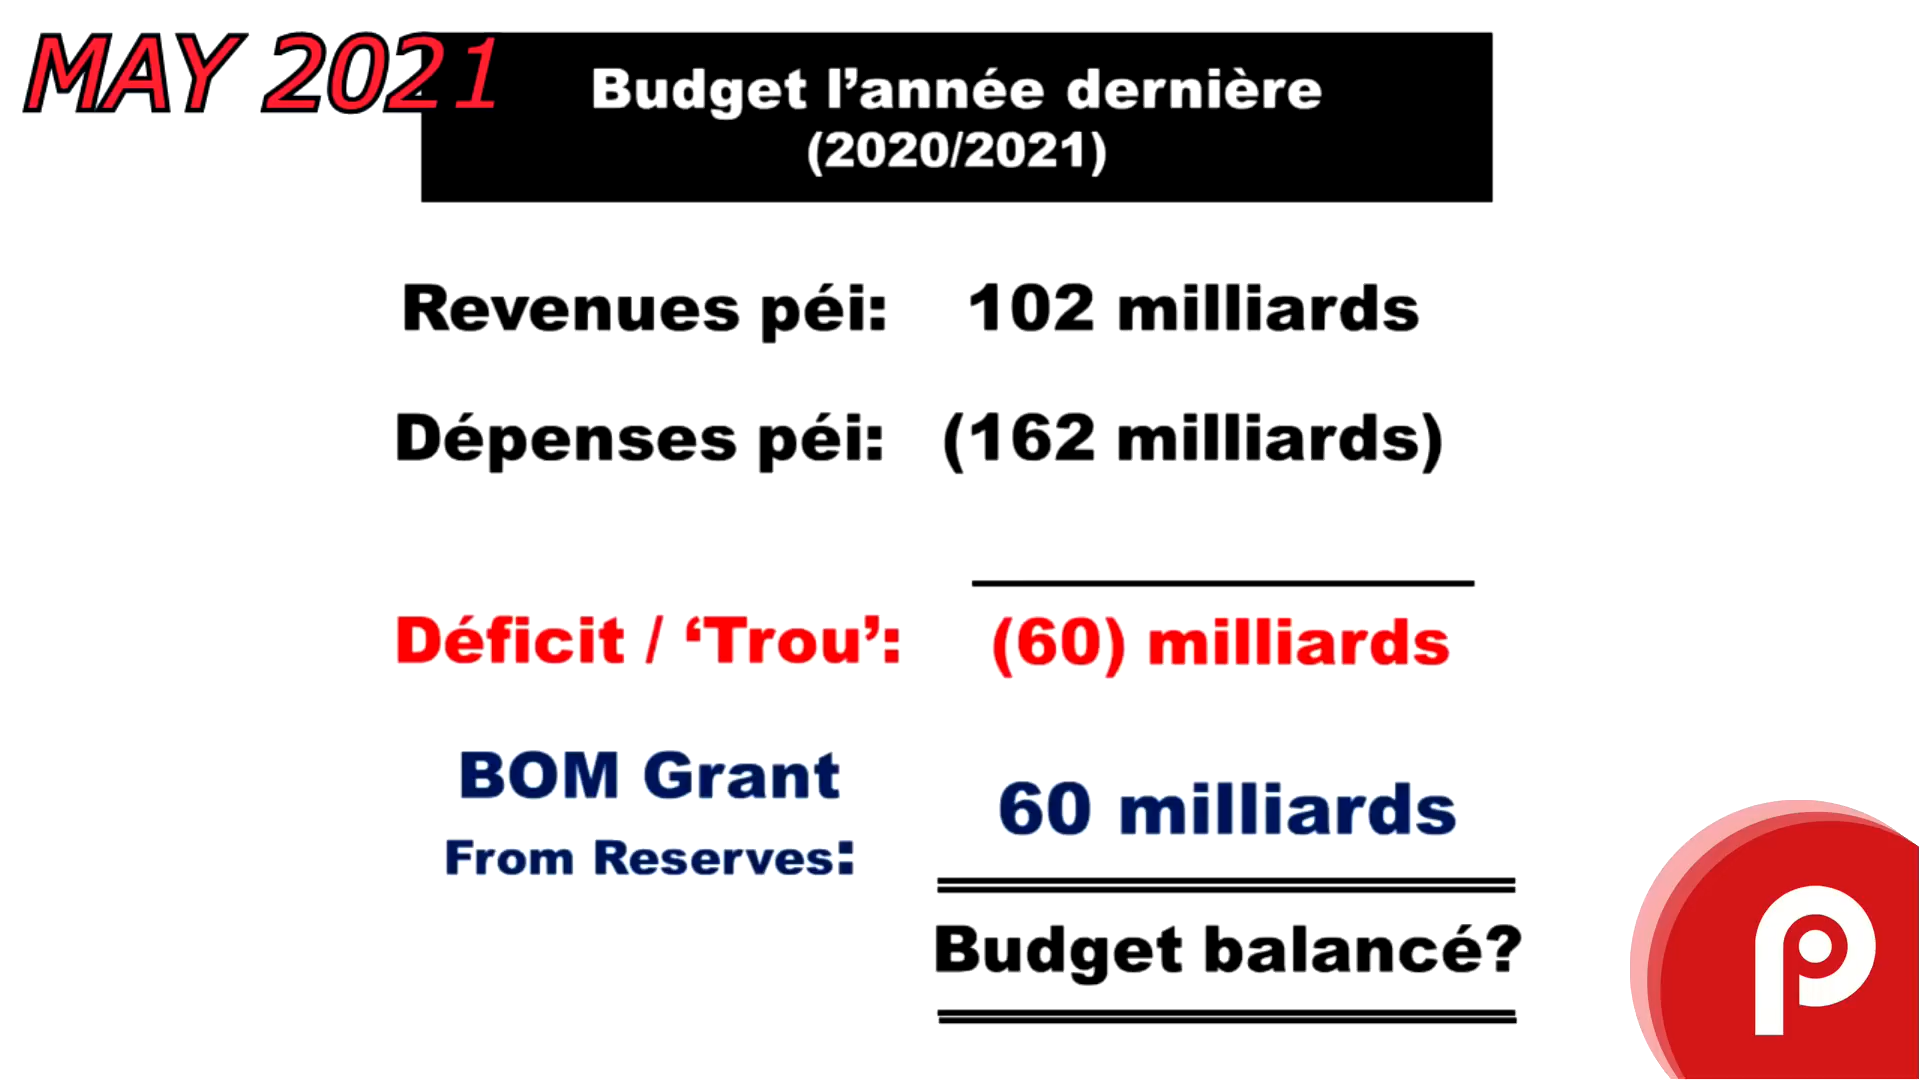 MAY 2021
Budget l’année dernière
(2020/2021)
Revenues péi: 102 milliards
Dépenses péi: (162 milliards)
Déficit / ‘Trou’: (60) milliards
BOM Grant
From Reserves: 60 milliards
Budget balancé?